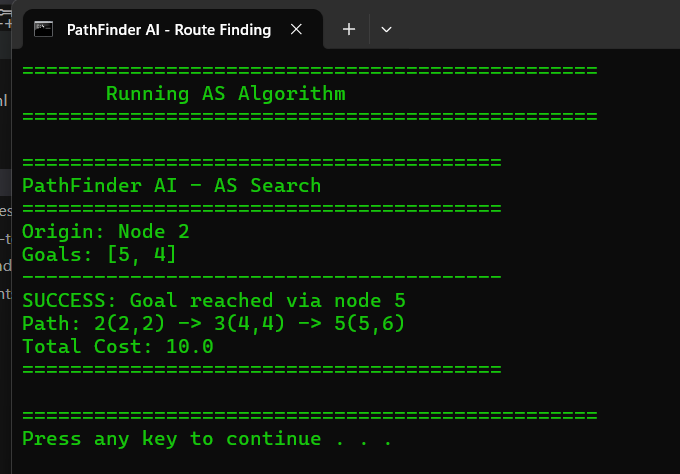 PathFinder AI - Route Finding
==================================================
Running AS Algorithm
==================================================
==========================================
PathFinder AI - AS Search
==========================================
Origin: Node 2
Goals: [5, 4]
------------------------------------------
SUCCESS: Goal reached via node 5
Path: 2(2,2) -> 3(4,4) -> 5(5,6)
Total Cost: 10.0
==========================================
==================================================
Press any key to continue . . .